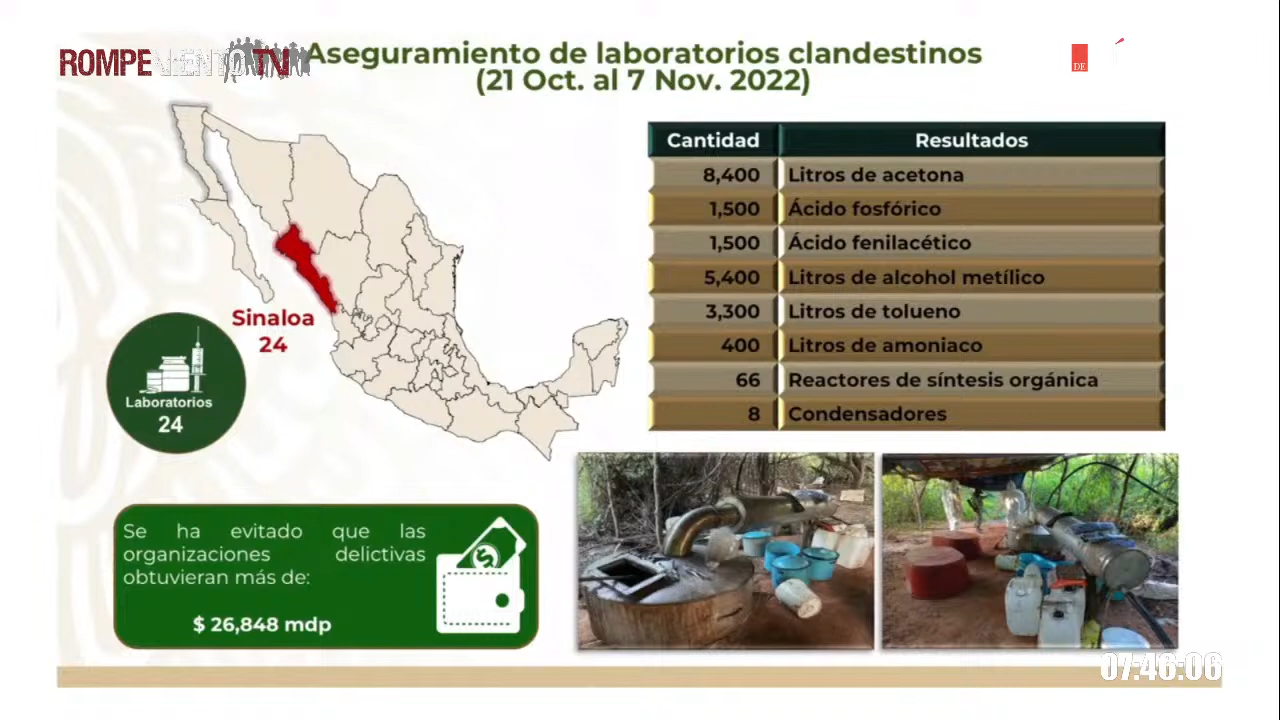 ROMPEVIENTO TV
Aseguramiento de laboratorios clandestinos
(21 Oct. al 7 Nov. 2022)
DE
Cantidad Resultados
8,400 Litros de acetona
1,500 Ácido fosfórico
1,500 Ácido fenilacético
5,400 Litros de alcohol metílico
3,300 Litros de tolueno
400 Litros de amoniaco
66 Reactores de síntesis orgánica
8 Condensadores
Sinaloa
24
Laboratorios
24
Se ha evitado que las
organizaciones delictivas
obtuvieran más de:
$ 26,848 mdp
07:46:06